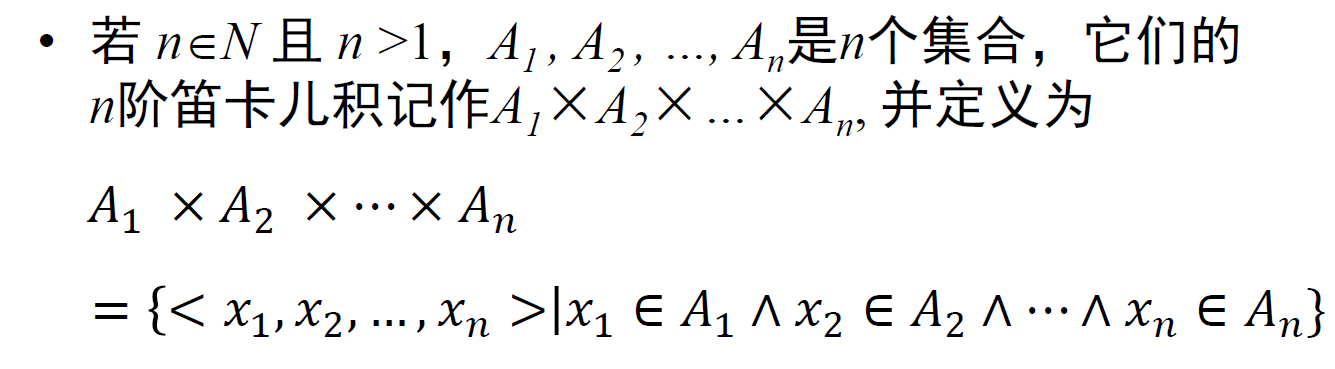 • 若 n∈N 且 n >1，A₁ , A₂ , …, Aₙ是n个集合，它们的
n阶笛卡儿积记作A₁×A₂×…×Aₙ, 并定义为
A₁ × A₂ × ⋯ × Aₙ
= {< x₁, x₂, … , xₙ >|x₁ ∈ A₁ ∧ x₂ ∈ A₂ ∧ ⋯ ∧ xₙ ∈ Aₙ}